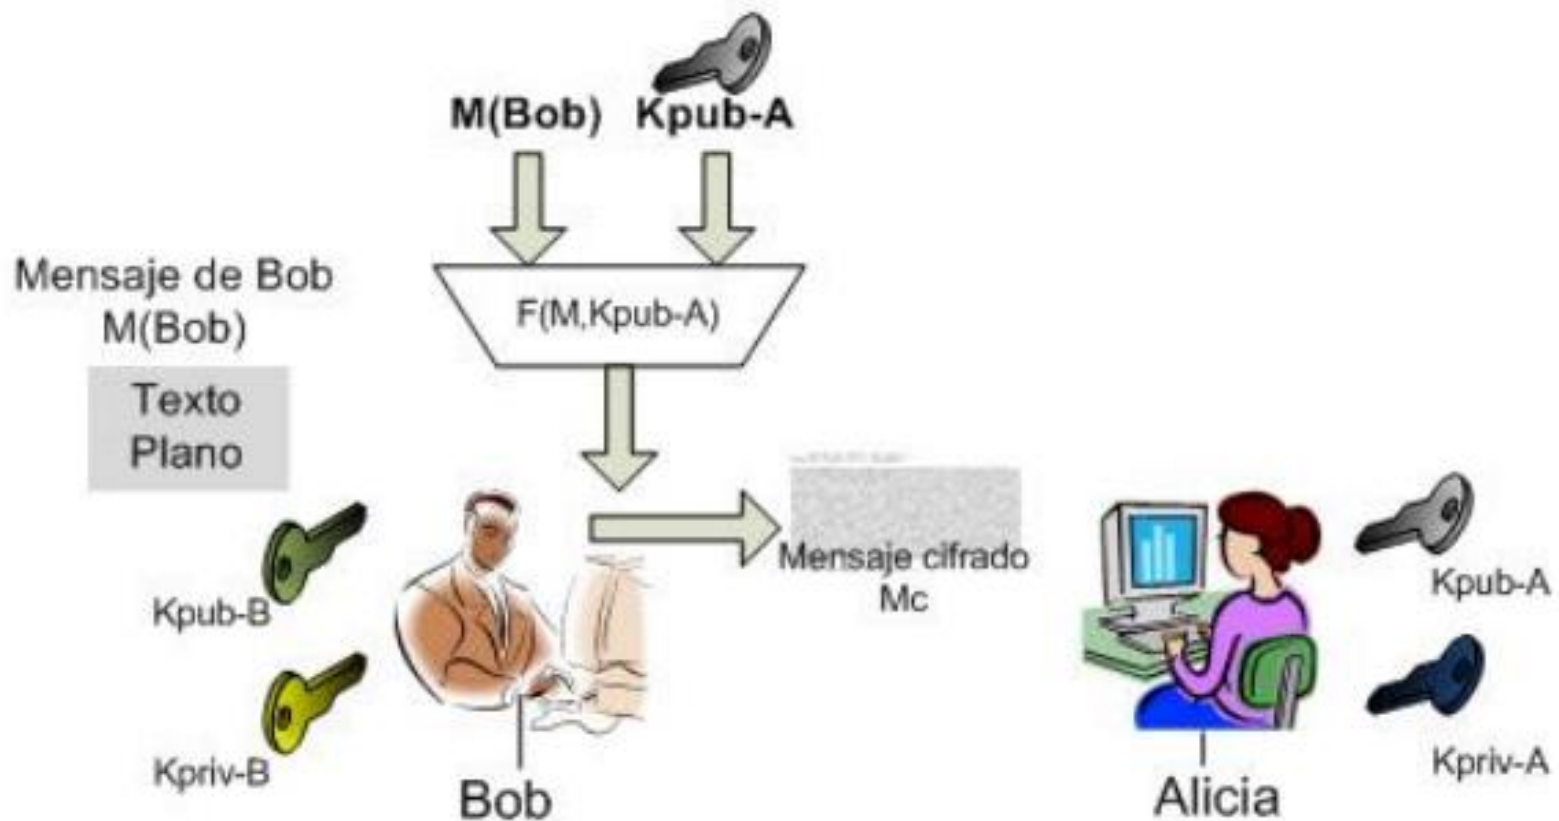 M(Bob) Kpub-A
F(M,Kpub-A)
Mensaje de Bob
M(Bob)
Texto
Plano
Mensaje cifrado
Mc
Kpub-B
Kpriv-B
Bob
Kpub-A
Kpriv-A
Alicia